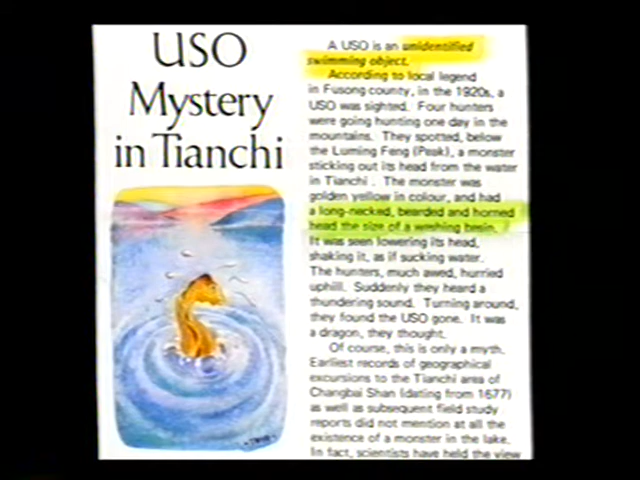 USO
Mystery
in Tianchi
A USO is an unidentified
swimming object.
According to local legend
in Fusong county, in the 1920s, a
USO was sighted. Four hunters
were going hunting one day in the
mountains. They spotted, below
the Luming Feng (Peak), a monster
sticking out its head from the water
in Tianchi . The monster was
golden yellow in colour, and had
a long-necked, bearded and horned
head the size of a washing basin.
It was seen lowering its head,
shaking it, as if sucking water.
The hunters, much awed, hurried
uphill. Suddenly they heard a
thundering sound. Turning around,
they found the USO gone. It was
a dragon, they thought.
Of course, this is only a myth.
Earliest records of geographical
excursions to the Tianchi area of
Changbai Shan (dating from 1677)
as well as subsequent field study
reports did not mention at all the
existence of a monster in the lake.
In fact, scientists have held the view